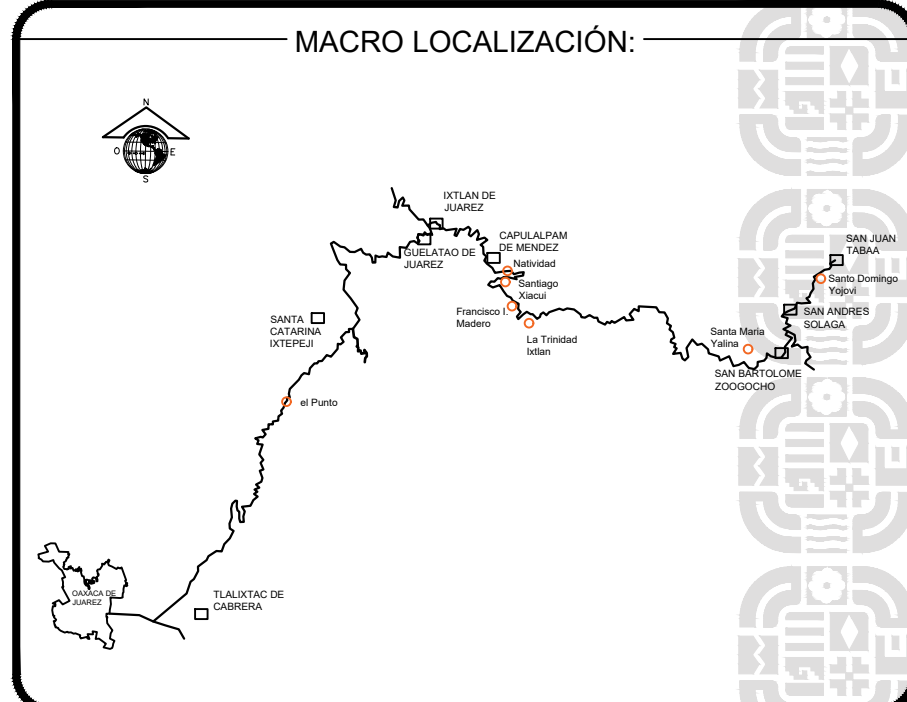 MACRO LOCALIZACIÓN:
N
O
E
S
IXTLAN DE
JUAREZ
GUELATAO DE
JUAREZ
CAPULALPAM
DE MENDEZ
Natividad
Santiago
Xiacui
Francisco I.
Madero
La Trinidad
Ixtlan
SANTA
CATARINA
IXTEPEJI
el Punto
SAN JUAN
TABAA
Santo Domingo
Yojovi
SAN ANDRES
SOLAGA
Santa Maria
Yalina
SAN BARTOLOME
ZOOGOCHO
OAXACA DE
JUAREZ
TLALIXTAC DE
CABRERA